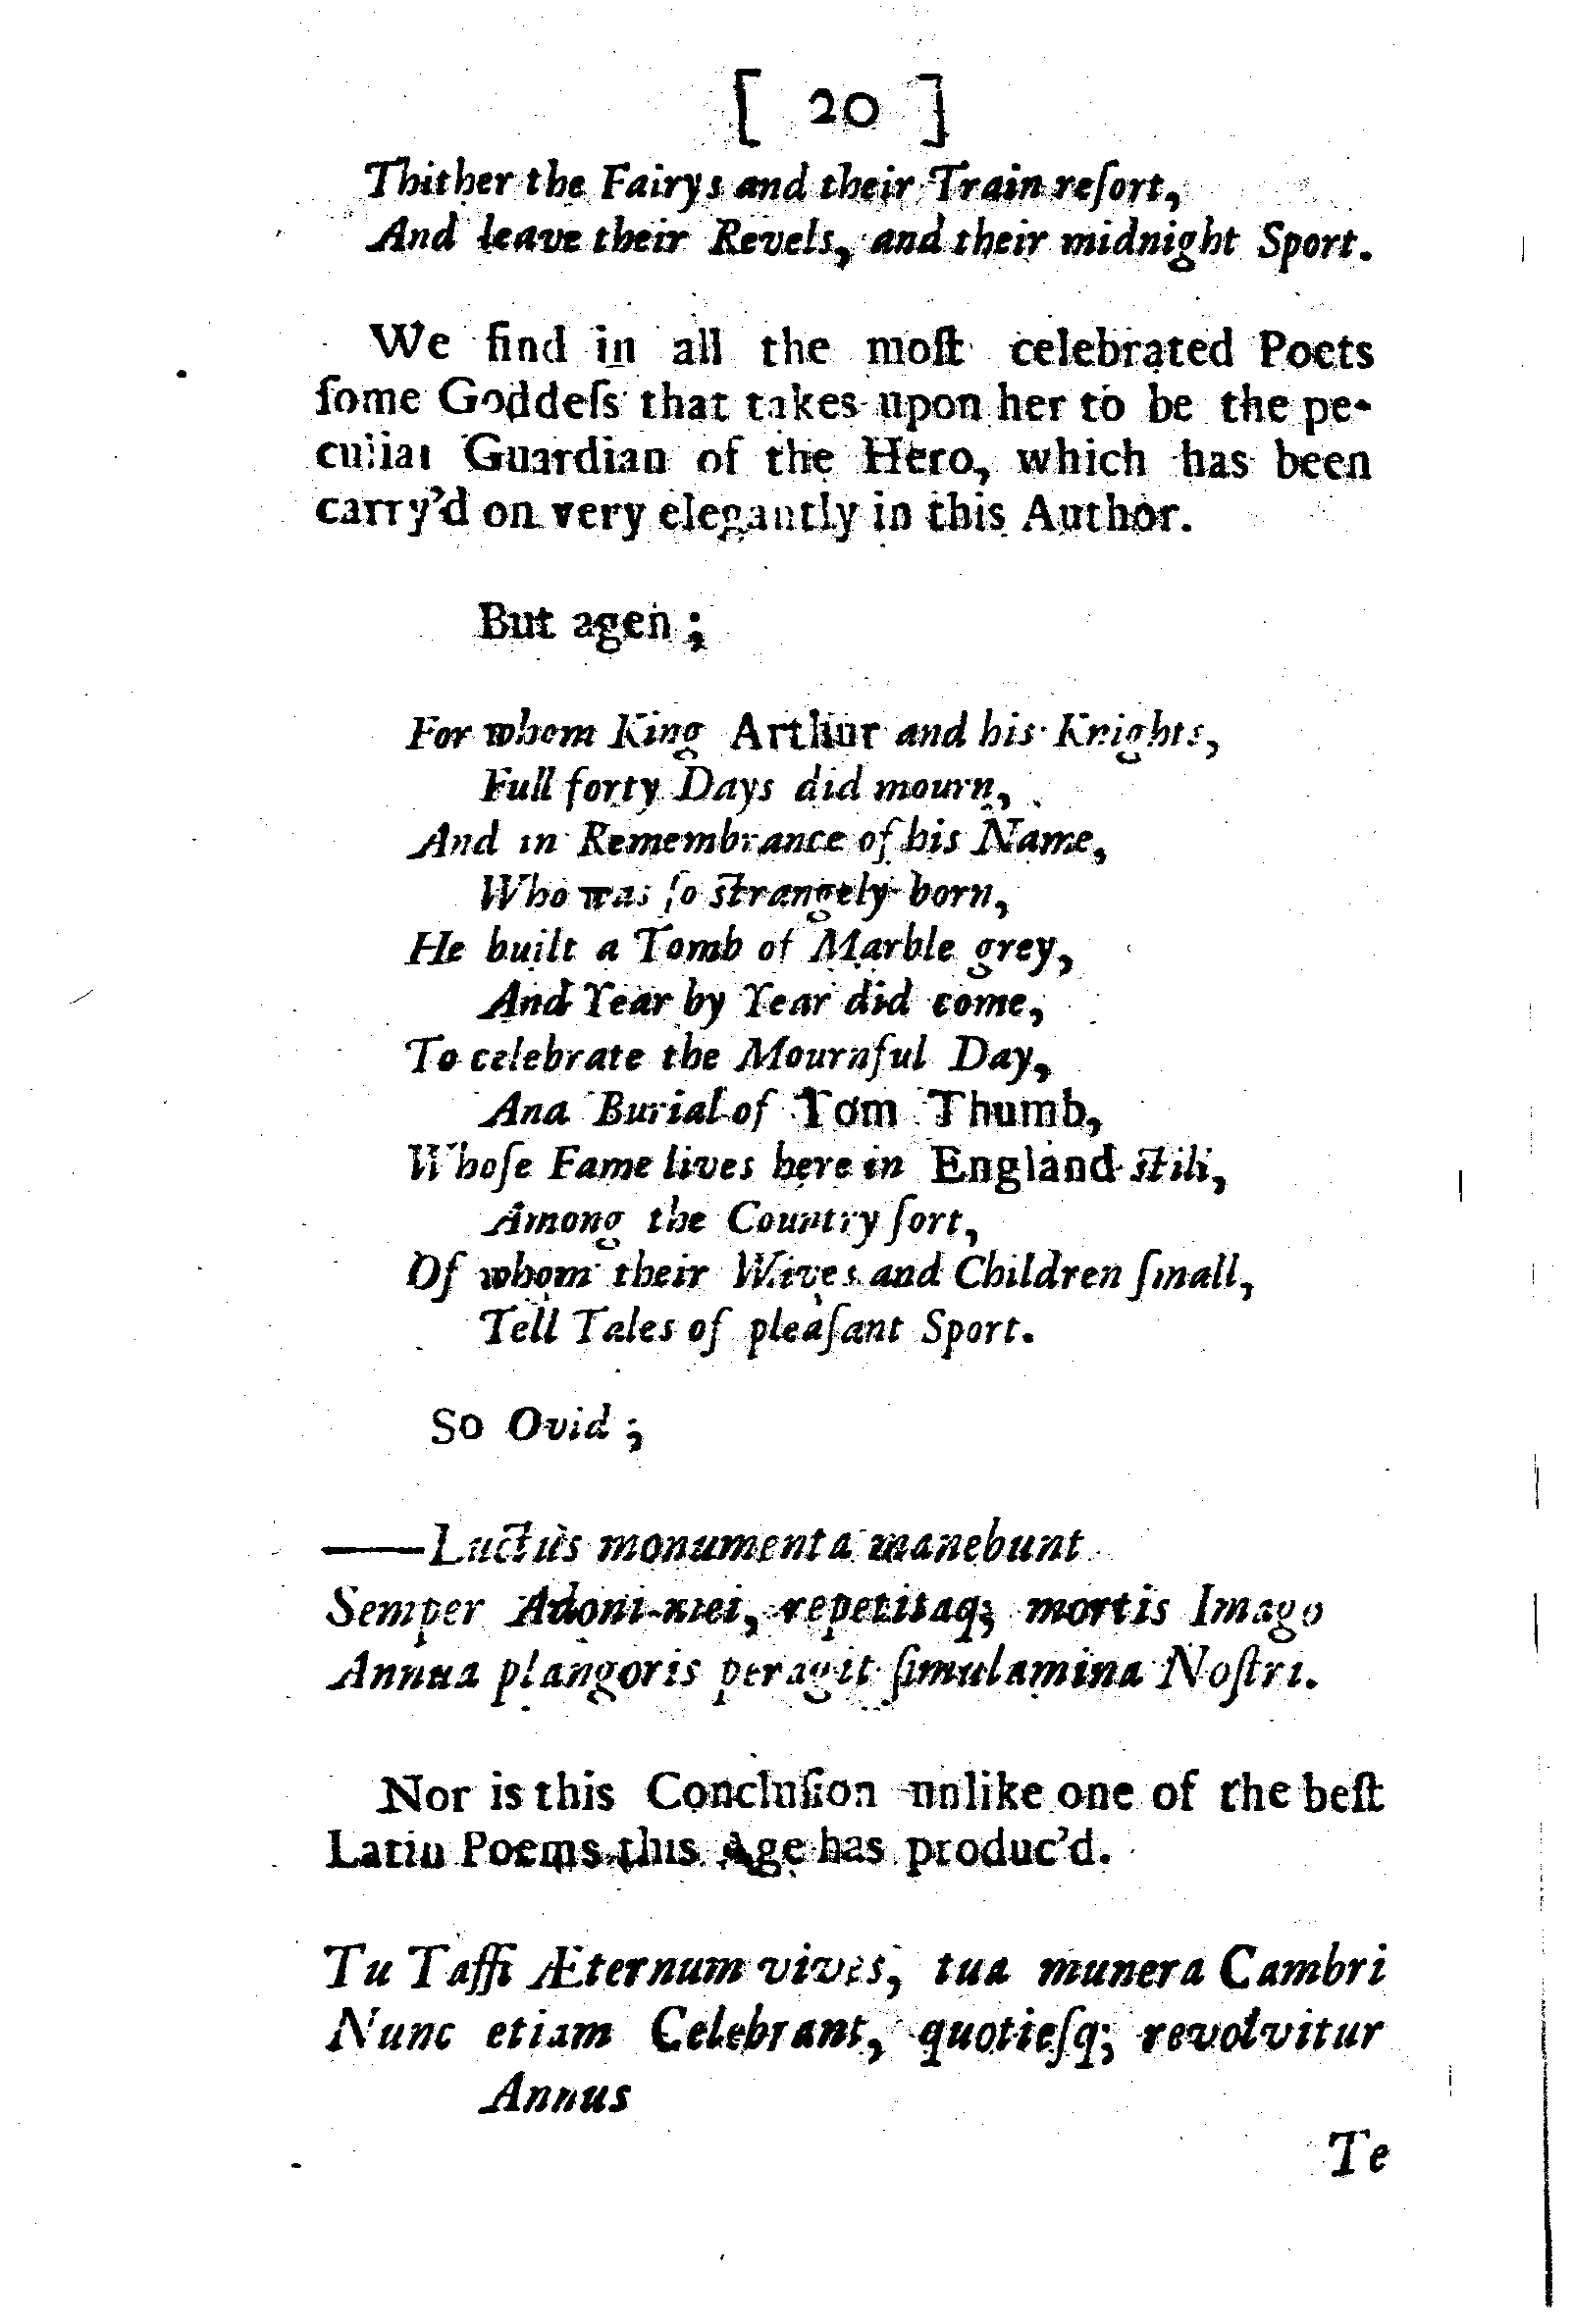 [ 20 ]
Thither the Fairys and their Train reſort,
And leave their Revels, and their midnight Sport.
We find in all the moſt celebrated Poets
ſome Goddeſs that takes upon her to be the pe-
culiar Guardian of the Hero, which has been
carry'd on very elegantly in this Author.
But agen;
For whom King Arthur and his Knights,
Full forty Days did mourn,
And in Remembrance of his Name,
Who was ſo strangely born,
He built a Tomb of Marble grey,
And Year by Year did come,
To celebrate the Mournful Day,
And Burial of Tom Thumb,
Whoſe Fame lives here in England still,
Among the Country ſort,
Of whom their Wives and Children ſmall,
Tell Tales of pleaſant Sport.
So Ovid;
——Luctûs monumenta manebunt
Semper Adoni mei, repetitaq; mortis Imago
Annua plangoris peragit ſimulamina Noſtri.
Nor is this Concluſion unlike one of the beſt
Latin Poems this Age has produc'd.
Tu Taffi Æternum vives, tua munera Cambri
Nunc etiam Celebrant, quotieſq; revolvitur
Annus
Te